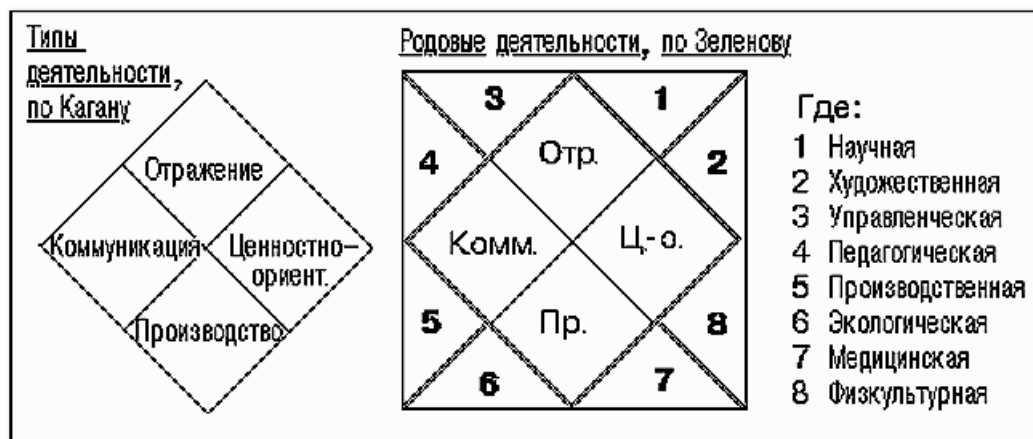 Типы
деятельности,
по Кагану
Отражение
Коммуникация
Ценностно-
ориент.
Производство
Родовые деятельности, по Зеленову
3
1
4
Отр.
2
Комм.
Ц.-о.
5
Пр.
8
6
7
Где:
1 Научная
2 Художественная
3 Управленческая
4 Педагогическая
5 Производственная
6 Экологическая
7 Медицинская
8 Физкультурная